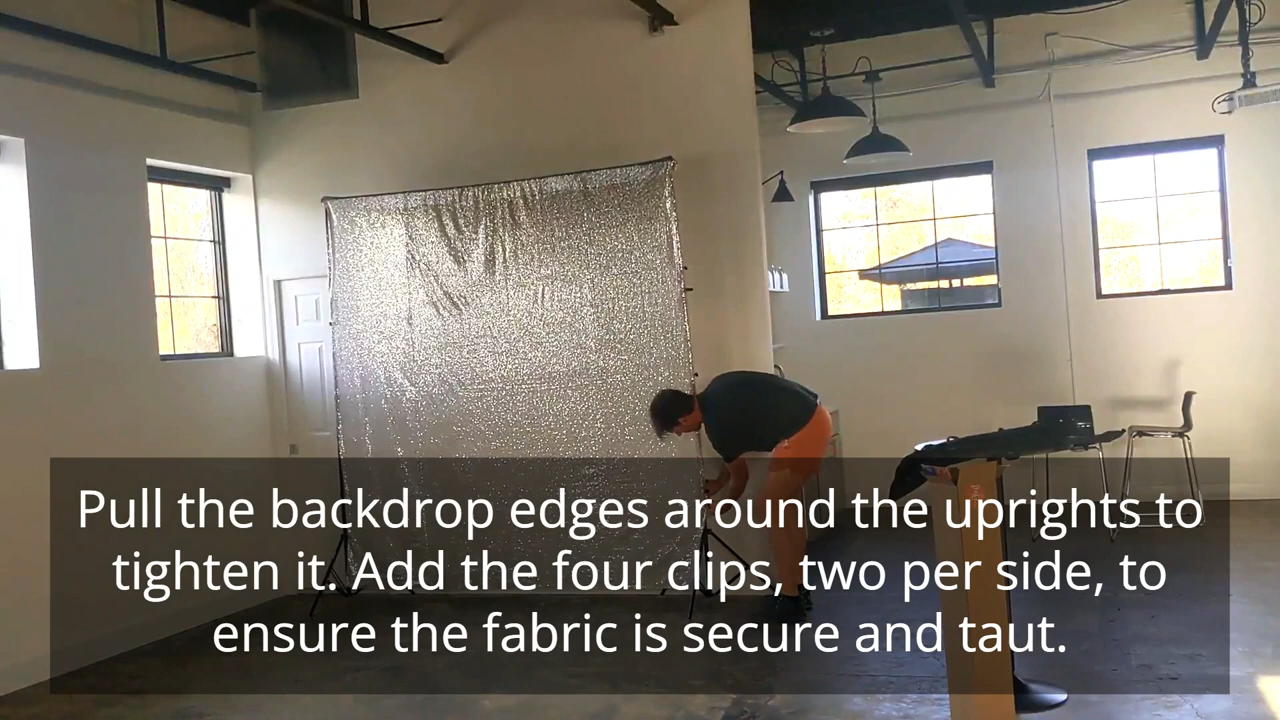 Pull the backdrop edges around the uprights to
tighten it. Add the four clips, two per side, to
ensure the fabric is secure and taut.